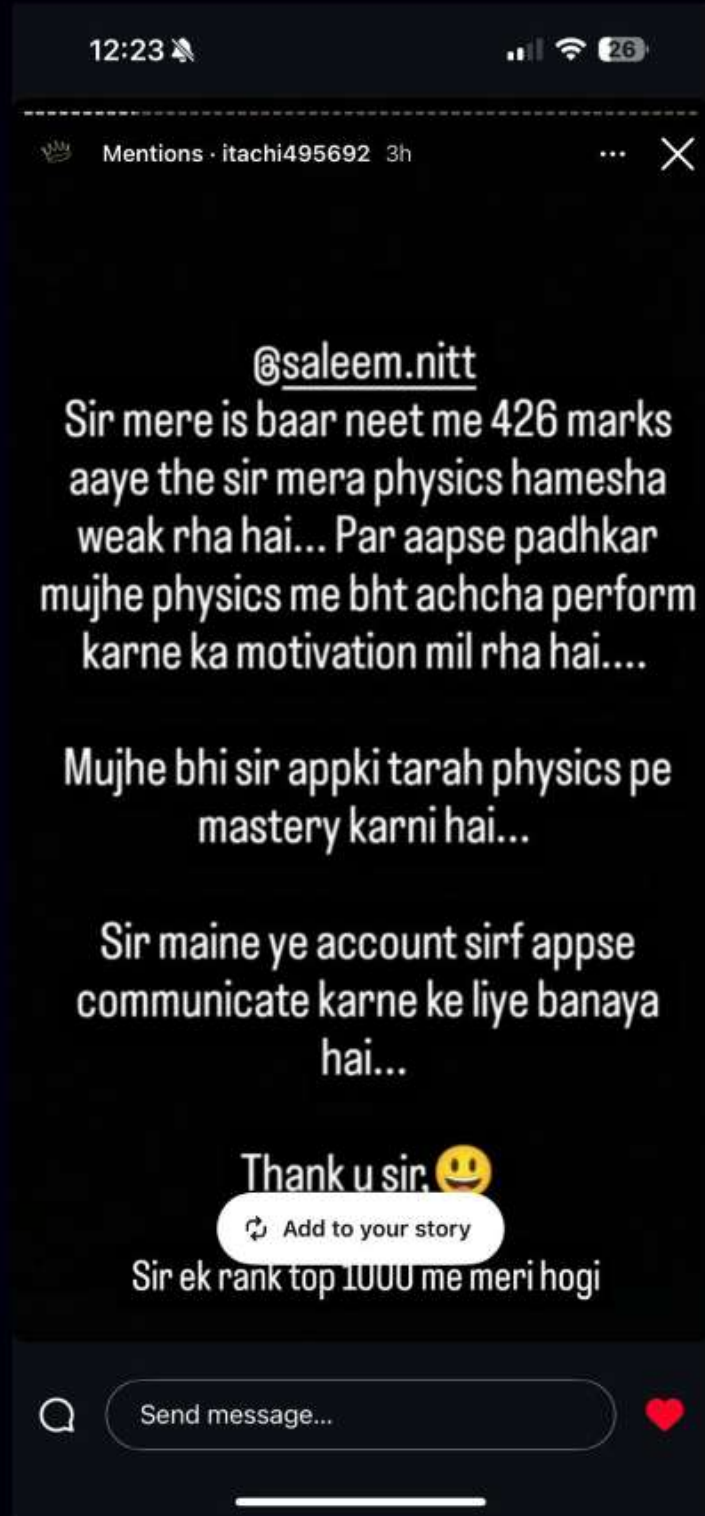 12:23
26
Mentions · itachi495692 3h
@saleem.nitt
Sir mere is baar neet me 426 marks
aaye the sir mera physics hamesha
weak rha hai... Par aapse padhkar
mujhe physics me bht achcha perform
karne ka motivation mil rha hai....
Mujhe bhi sir appki tarah physics pe
mastery karni hai...
Sir maine ye account sirf appse
communicate karne ke liye banaya
hai...
Thank u sir, 😃
Add to your story
Sir ek rank top 1000 me meri hogi
Send message...